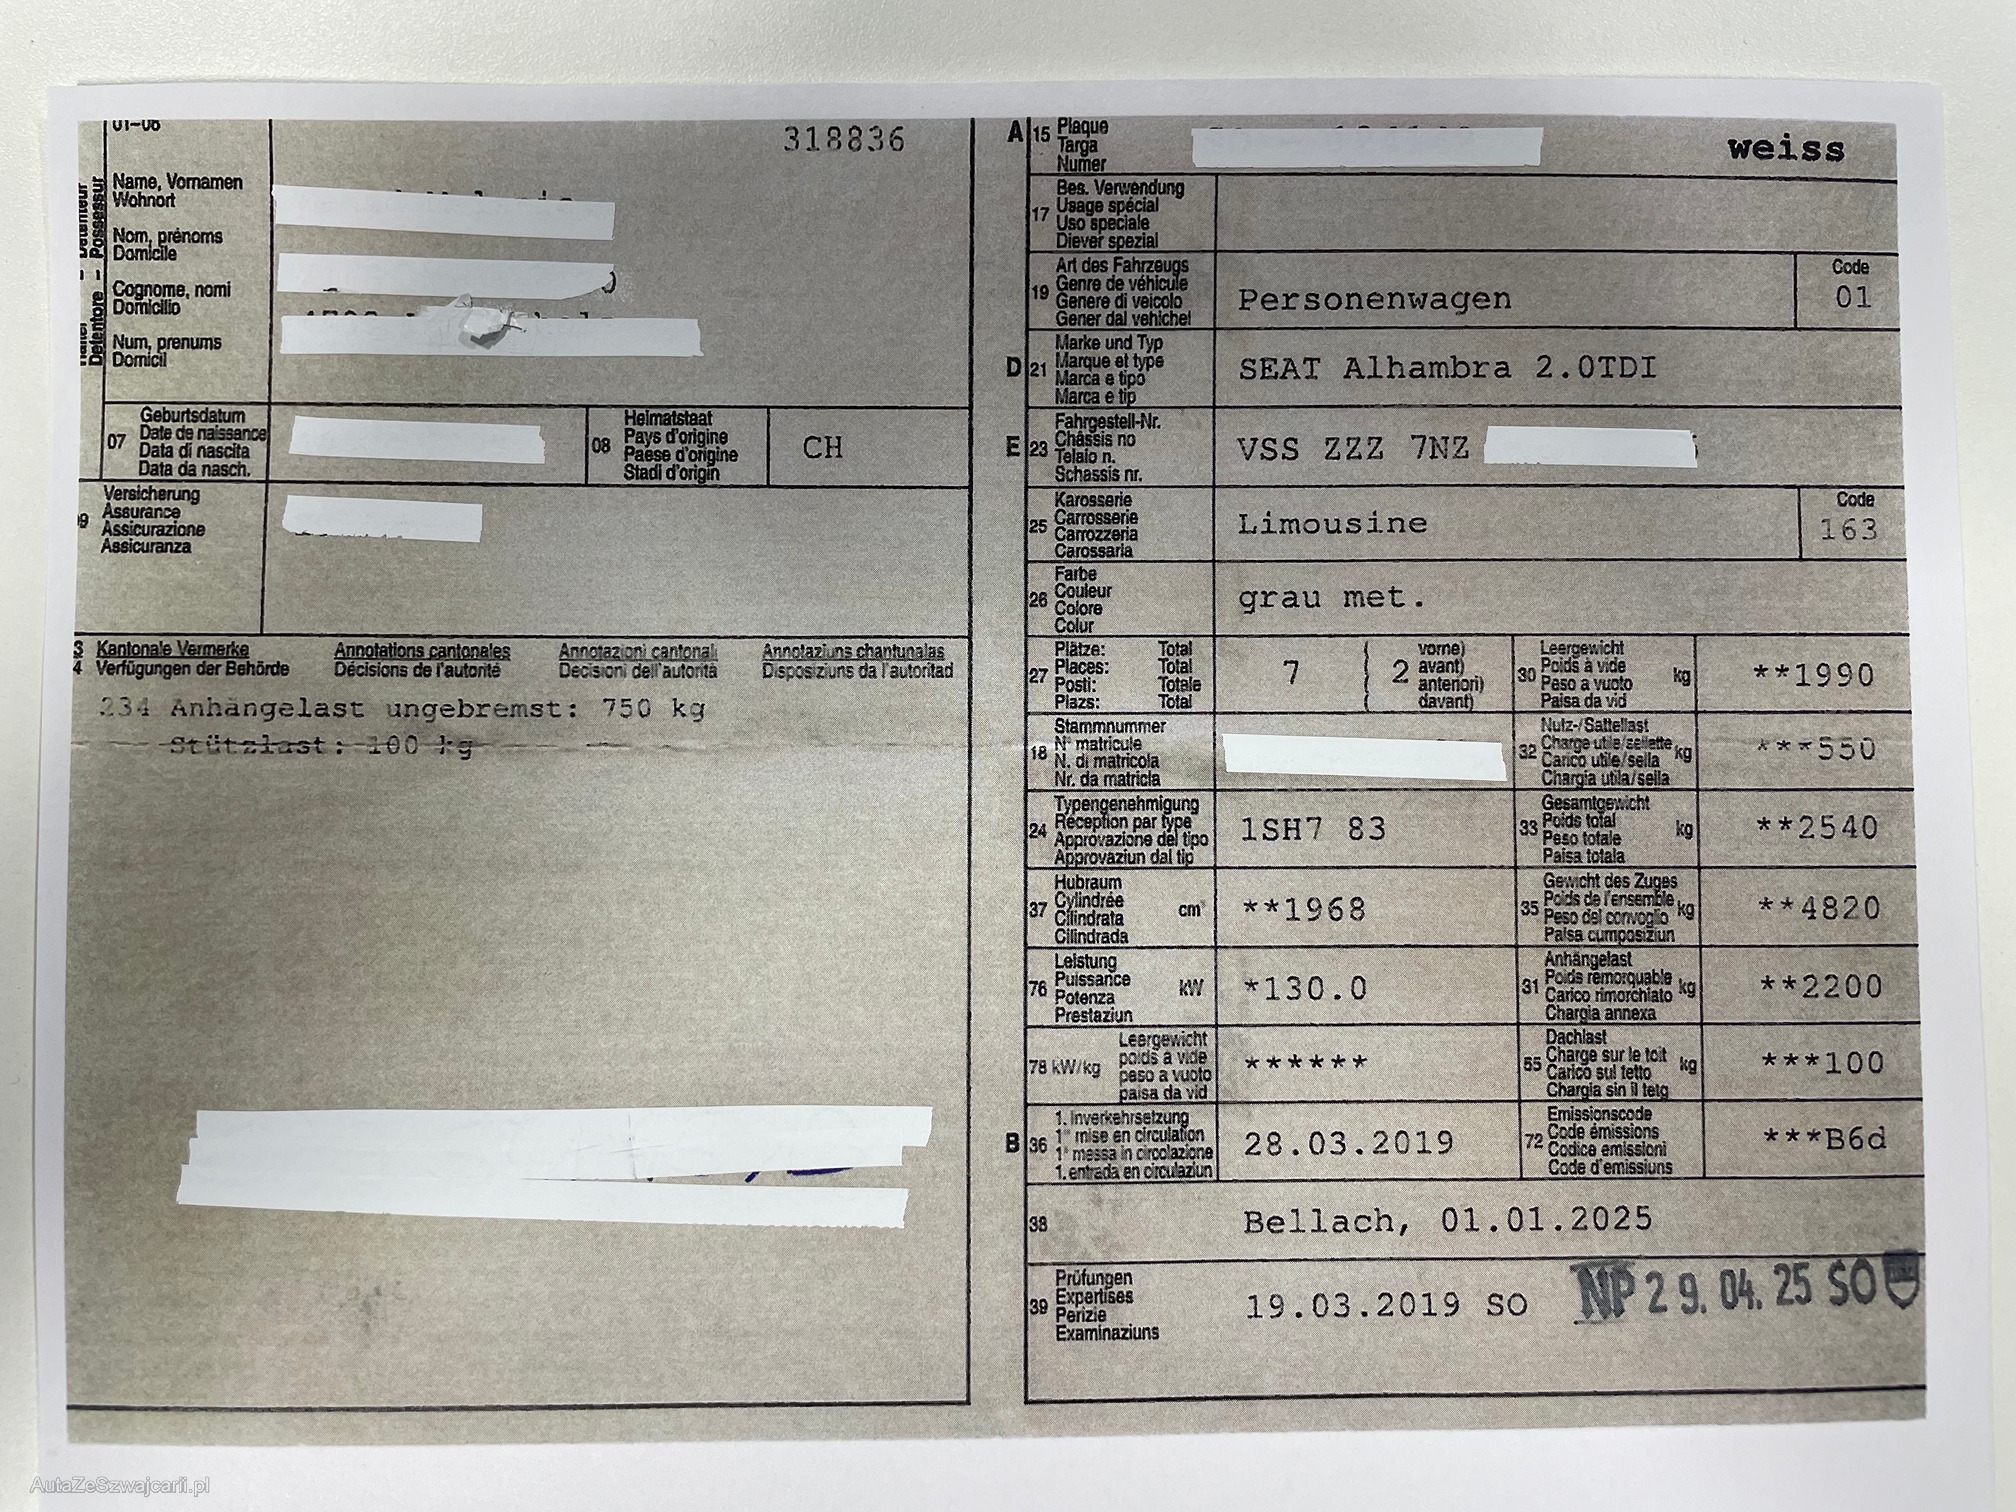 01-06
318836
Name, Vornamen
Wohnort
Nom, prénoms
Domicile
Cognome, nomi
Domicilio
Num, prenums
Domicil
Detentore - Possessur
07
Geburtsdatum
Date de naissance
Data di nascita
Data da nasch.
08
Heimatstaat
Pays d'origine
Paese d'origine
Stadi d'origin
CH
Versicherung
Assurance
Assicurazione
Assicuranza
Kantonale Vermerke Annotations cantonales Annotazioni cantonali Annotaziuns chantunalas
Verfügungen der Behörde Décisions de l'autorité Decisioni dell'autorità Disposiziuns da l'autoritad
234 Anhängelast ungebremst: 750 kg
Stützlast: 100 kg
A 15
Plaque
Targa
Numer
weiss
17
Bes. Verwendung
Usage spécial
Uso speciale
Diever spezial
19
Art des Fahrzeugs
Genre de véhicule
Genere di veicolo
Gener dal vehichel
Personenwagen
Code
01
D 21
Marke und Typ
Marque et type
Marca e tipo
Marca e tip
SEAT Alhambra 2.0TDI
E 23
Fahrgestell-Nr.
Châssis no
Telaio n.
Schassis nr.
VSS ZZZ 7NZ
25
Karosserie
Carrosserie
Carrozzeria
Carossaria
Limousine
Code
163
26
Farbe
Couleur
Colore
Colur
grau met.
27
Plätze: Total
Places: Total
Posti: Totale
Plazs: Total
7
2
vorne)
avant)
anteriori)
davant)
30
Leergewicht
Poids à vide
Peso a vuoto
Paisa da vid
kg
**1990
18
Stammnummer
N° matricule
N. di matricola
Nr. da matricla
32
Nutz-/Sattellast
Charge utile/sellette
Carico utile/sella
Chargia utila/sella
kg
***550
24
Typengenehmigung
Réception par type
Approvazione del tipo
Approvaziun dal tip
1SH7 83
33
Gesamtgewicht
Poids total
Peso totale
Paisa totala
kg
**2540
37
Hubraum
Cylindrée
Cilindrata
Cilindrada
cm³
**1968
35
Gewicht des Zuges
Poids de l'ensemble
Peso del convoglio
Paisa cumposiziun
kg
**4820
76
Leistung
Puissance
Potenza
Prestaziun
kW
*130.0
31
Anhängelast
Poids remorquable
Carico rimorchiato
Chargia annexa
kg
**2200
78 kW/kg
Leergewicht
poids à vide
peso a vuoto
paisa da vid
******
55
Dachlast
Charge sur le toit
Carico sul tetto
Chargia sin il tetg
kg
***100
B 36
1. Inverkehrsetzung
1re mise en circulation
1a messa in circolazione
1. entrada en circulaziun
28.03.2019
72
Emissionscode
Code émissions
Codice emissioni
Code d'emissiuns
***B6d
38
Bellach, 01.01.2025
39
Prüfungen
Expertises
Perizie
Examinaziuns
19.03.2019 SO
NP 29.04.25 SO
AutaZeSzwajcarii.pl